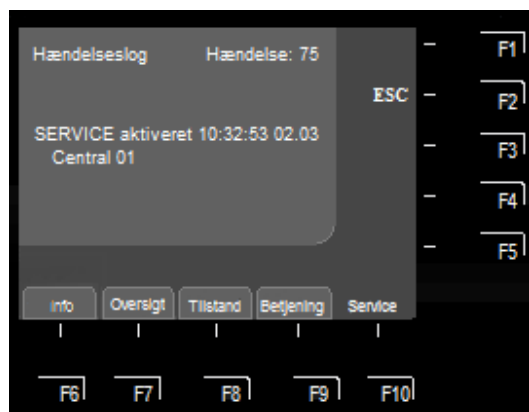 Hændelseslog Hændelse: 75 F1
ESC F2
SERVICE aktiveret 10:32:53 02.03 F3
Central 01
F4
F5
Info Oversigt Tilstand Betjening Service
F6 F7 F8 F9 F10